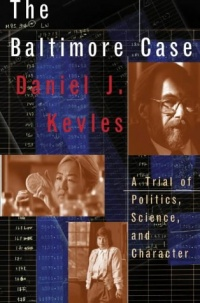 The
Baltimore Case
Daniel J.
Kevles
A Trial of
Politics,
Science,
and
Character